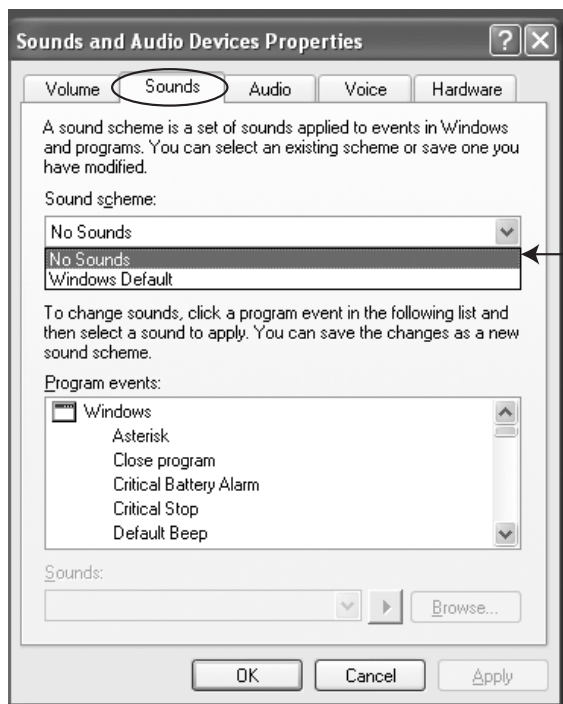 Sounds and Audio Devices Properties
?
X
Volume
Sounds
Audio
Voice
Hardware
A sound scheme is a set of sounds applied to events in Windows
and programs. You can select an existing scheme or save one you
have modified.
Sound scheme:
No Sounds
No Sounds
Windows Default
To change sounds, click a program event in the following list and
then select a sound to apply. You can save the changes as a new
sound scheme.
Program events:
Windows
Asterisk
Close program
Critical Battery Alarm
Critical Stop
Default Beep
Sounds:
Browse...
OK
Cancel
Apply